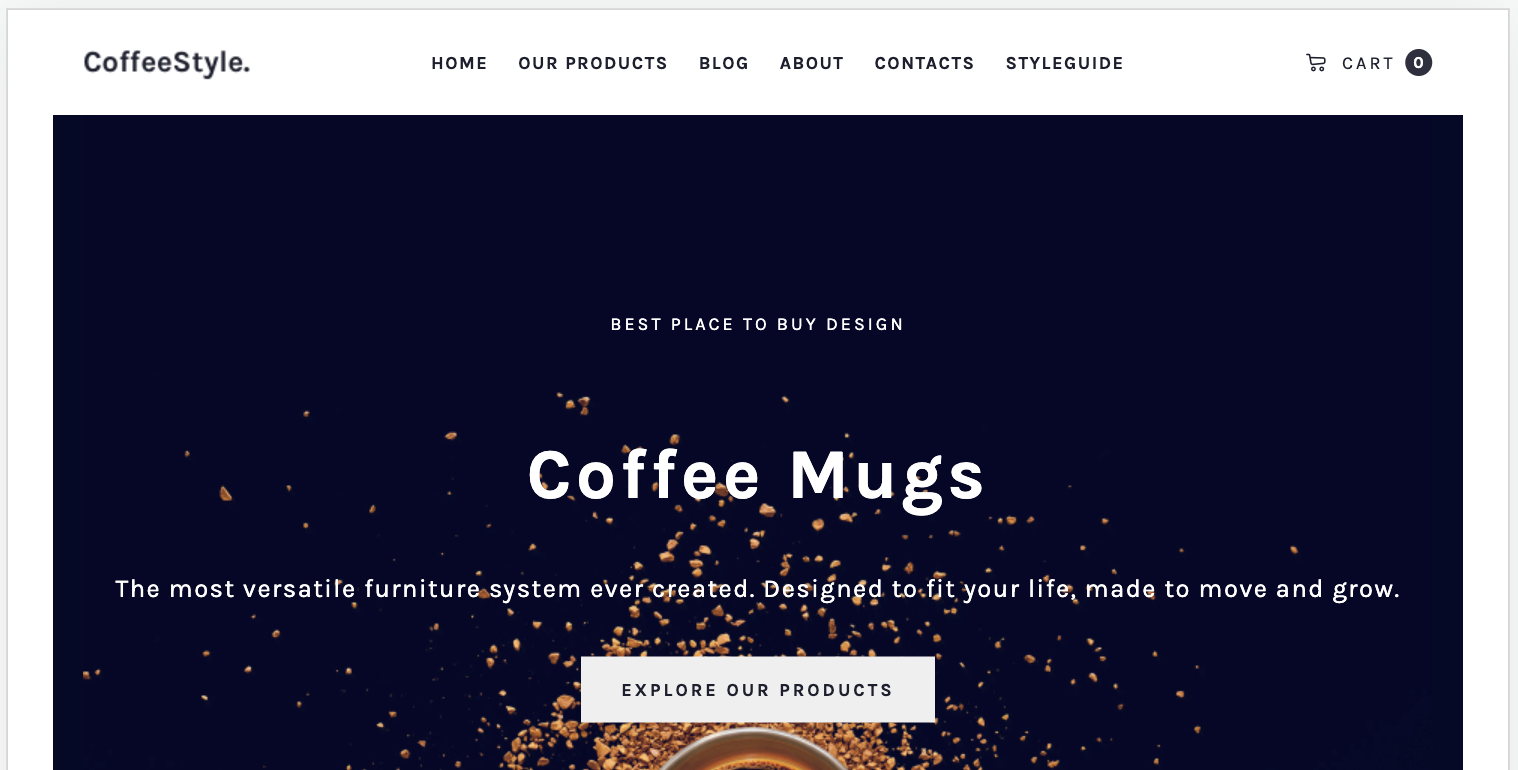 CoffeeStyle.
HOME OUR PRODUCTS BLOG ABOUT CONTACTS STYLEGUIDE
CART 0
BEST PLACE TO BUY DESIGN
Coffee Mugs
The most versatile furniture system ever created. Designed to fit your life, made to move and grow.
EXPLORE OUR PRODUCTS